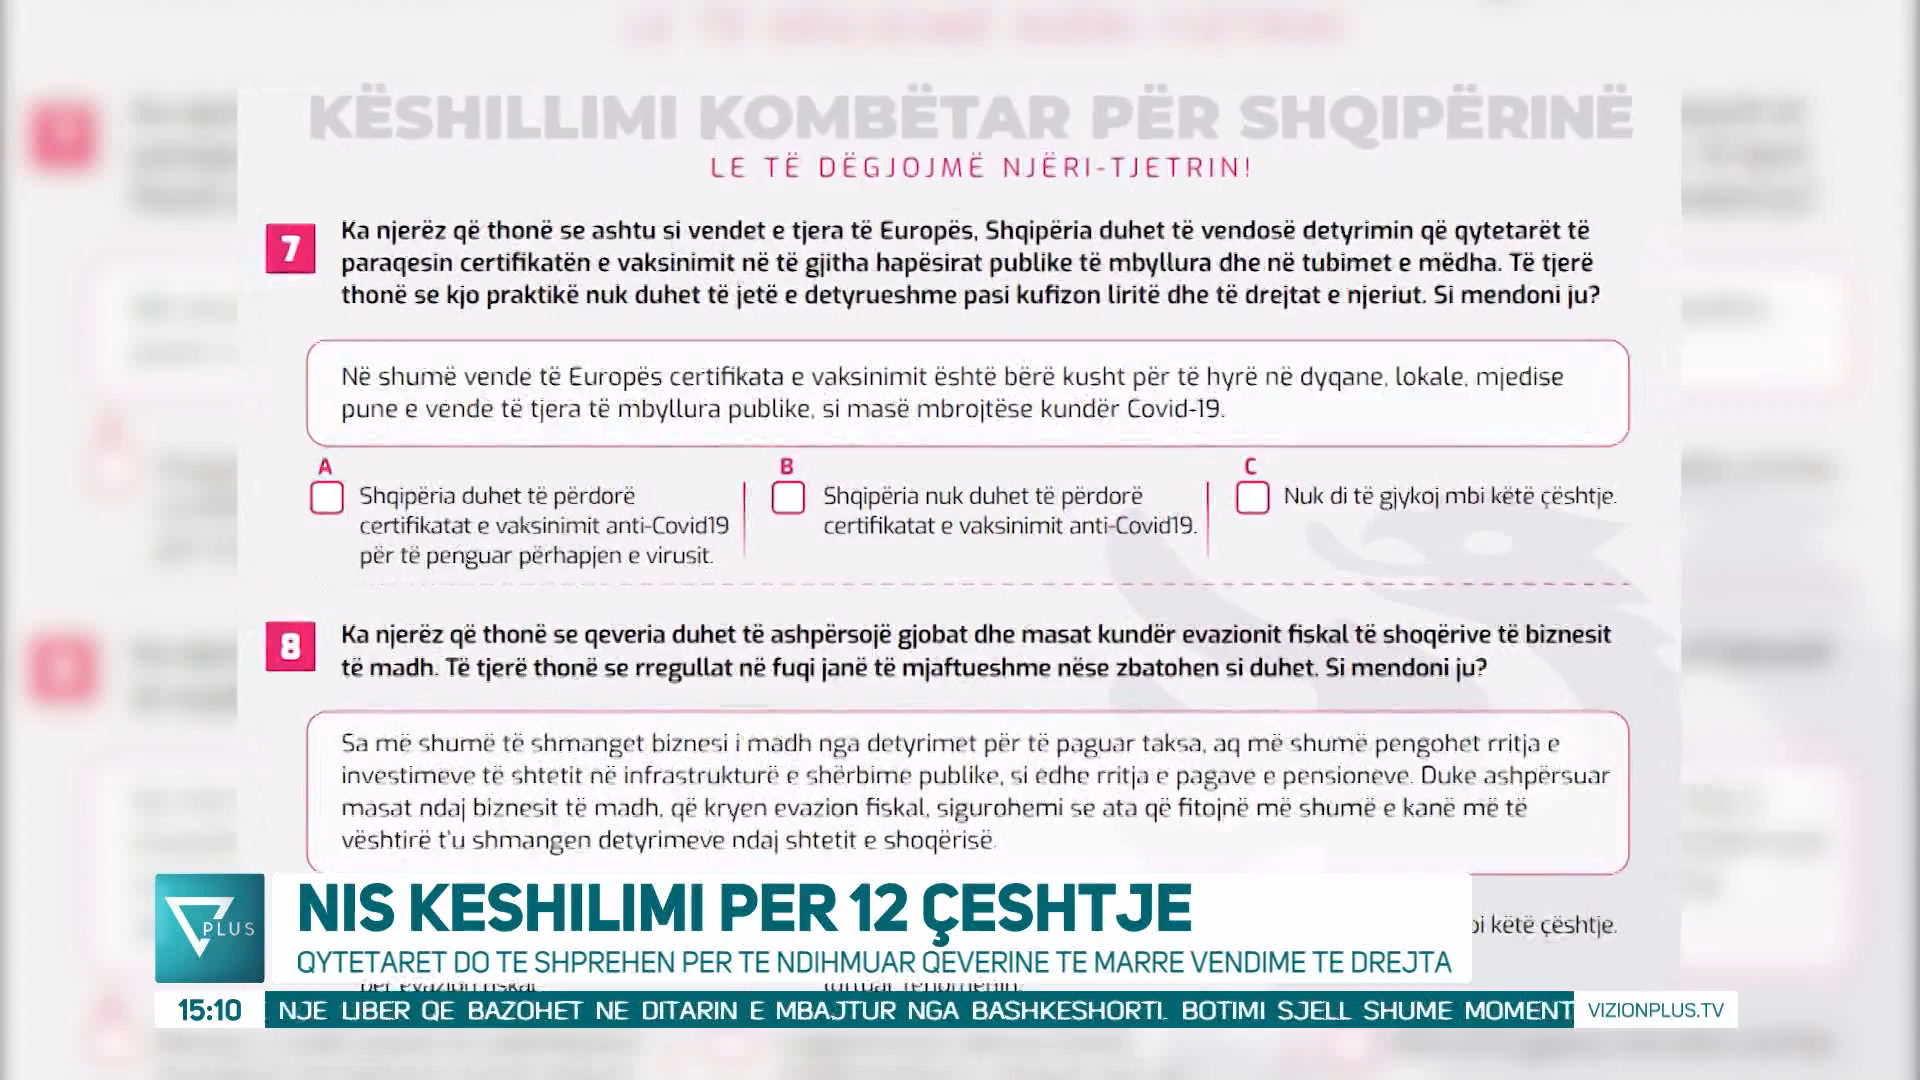 KËSHILLIMI KOMBËTAR PËR SHQIPËRINË
LE TË DËGJOJMË NJËRI-TJETRIN!
7
Ka njerëz që thonë se ashtu si vendet e tjera të Europës, Shqipëria duhet të vendosë detyrimin që qytetarët të
paraqesin certifikatën e vaksinimit në të gjitha hapësirat publike të mbyllura dhe në tubimet e mëdha. Të tjerë
thonë se kjo praktikë nuk duhet të jetë e detyrueshme pasi kufizon liritë dhe të drejtat e njeriut. Si mendoni ju?
Në shumë vende të Europës certifikata e vaksinimit është bërë kusht për të hyrë në dyqane, lokale, mjedise
pune e vende të tjera të mbyllura publike, si masë mbrojtëse kundër Covid-19.
A
Shqipëria duhet të përdorë
certifikatat e vaksinimit anti-Covid19
për të penguar përhapjen e virusit.
B
Shqipëria nuk duhet të përdorë
certifikatat e vaksinimit anti-Covid19.
C
Nuk di të gjykoj mbi këtë çështje.
8
Ka njerëz që thonë se qeveria duhet të ashpërsojë gjobat dhe masat kundër evazionit fiskal të shoqërive të biznesit
të madh. Të tjerë thonë se rregullat në fuqi janë të mjaftueshme nëse zbatohen si duhet. Si mendoni ju?
Sa më shumë të shmanget biznesi i madh nga detyrimet për të paguar taksa, aq më shumë pengohet rritja e
investimeve të shtetit në infrastrukturë e shërbime publike, si edhe rritja e pagave e pensioneve. Duke ashpërsuar
masat ndaj biznesit të madh, që kryen evazion fiskal, sigurohemi se ata që fitojnë më shumë e kanë më të
vështirë t'u shmangen detyrimeve ndaj shtetit e shoqërisë.
këtë çështje.
PLUS
NIS KESHILIMI PER 12 ÇESHTJE
QYTETARET DO TE SHPREHEN PER TE NDIHMUAR QEVERINE TE MARRE VENDIME TE DREJTA
15:10
NJE LIBER QE BAZOHET NE DITARIN E MBAJTUR NGA BASHKESHORTI. BOTIMI SJELL SHUME MOMENT
VIZIONPLUS.TV